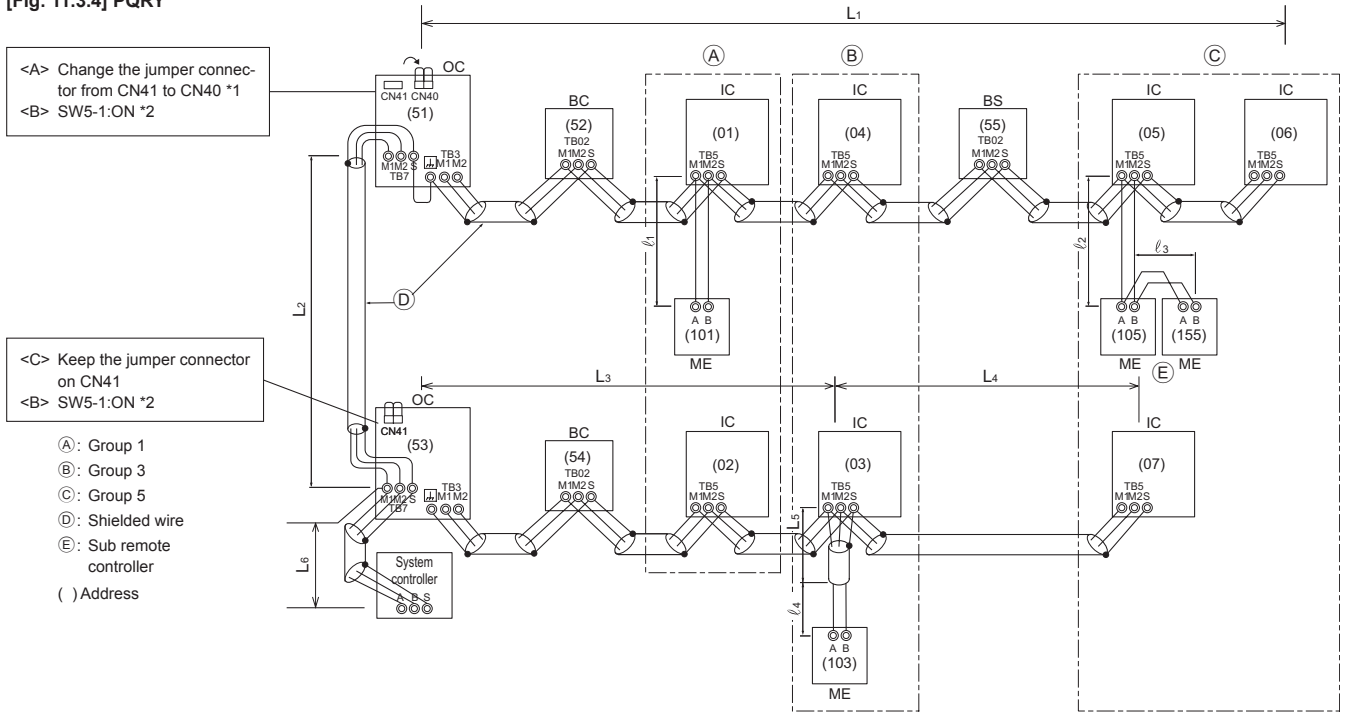 [Fig. 11.3.4] PQRY
L1
<A> Change the jumper connec-
tor from CN41 to CN40 *1
<B> SW5-1:ON *2
OC
CN41 CN40
(51)
M1M2 S
TB7
TB3
M1 M2
BC
(52)
TB02
M1M2S
A
IC
(01)
TB5
M1M2S
B
IC
(04)
TB5
M1M2S
BS
(55)
TB02
M1M2S
C
IC
(05)
TB5
M1M2S
IC
(06)
TB5
M1M2S
L2
D
ℓ1
A B
(101)
ME
ℓ2
ℓ3
A B
(105)
ME
A B
(155)
ME
E
<C> Keep the jumper connector
on CN41
<B> SW5-1:ON *2
L3
L4
OC
CN41
(53)
M1M2 S
TB7
TB3
M1M2
BC
(54)
TB02
M1M2S
IC
(02)
TB5
M1M2S
IC
(03)
TB5
M1M2S
IC
(07)
TB5
M1M2S
A: Group 1
B: Group 3
C: Group 5
D: Shielded wire
E: Sub remote
controller
( ) Address
L6
System
controller
A B S
L5
ℓ4
A B
(103)
ME